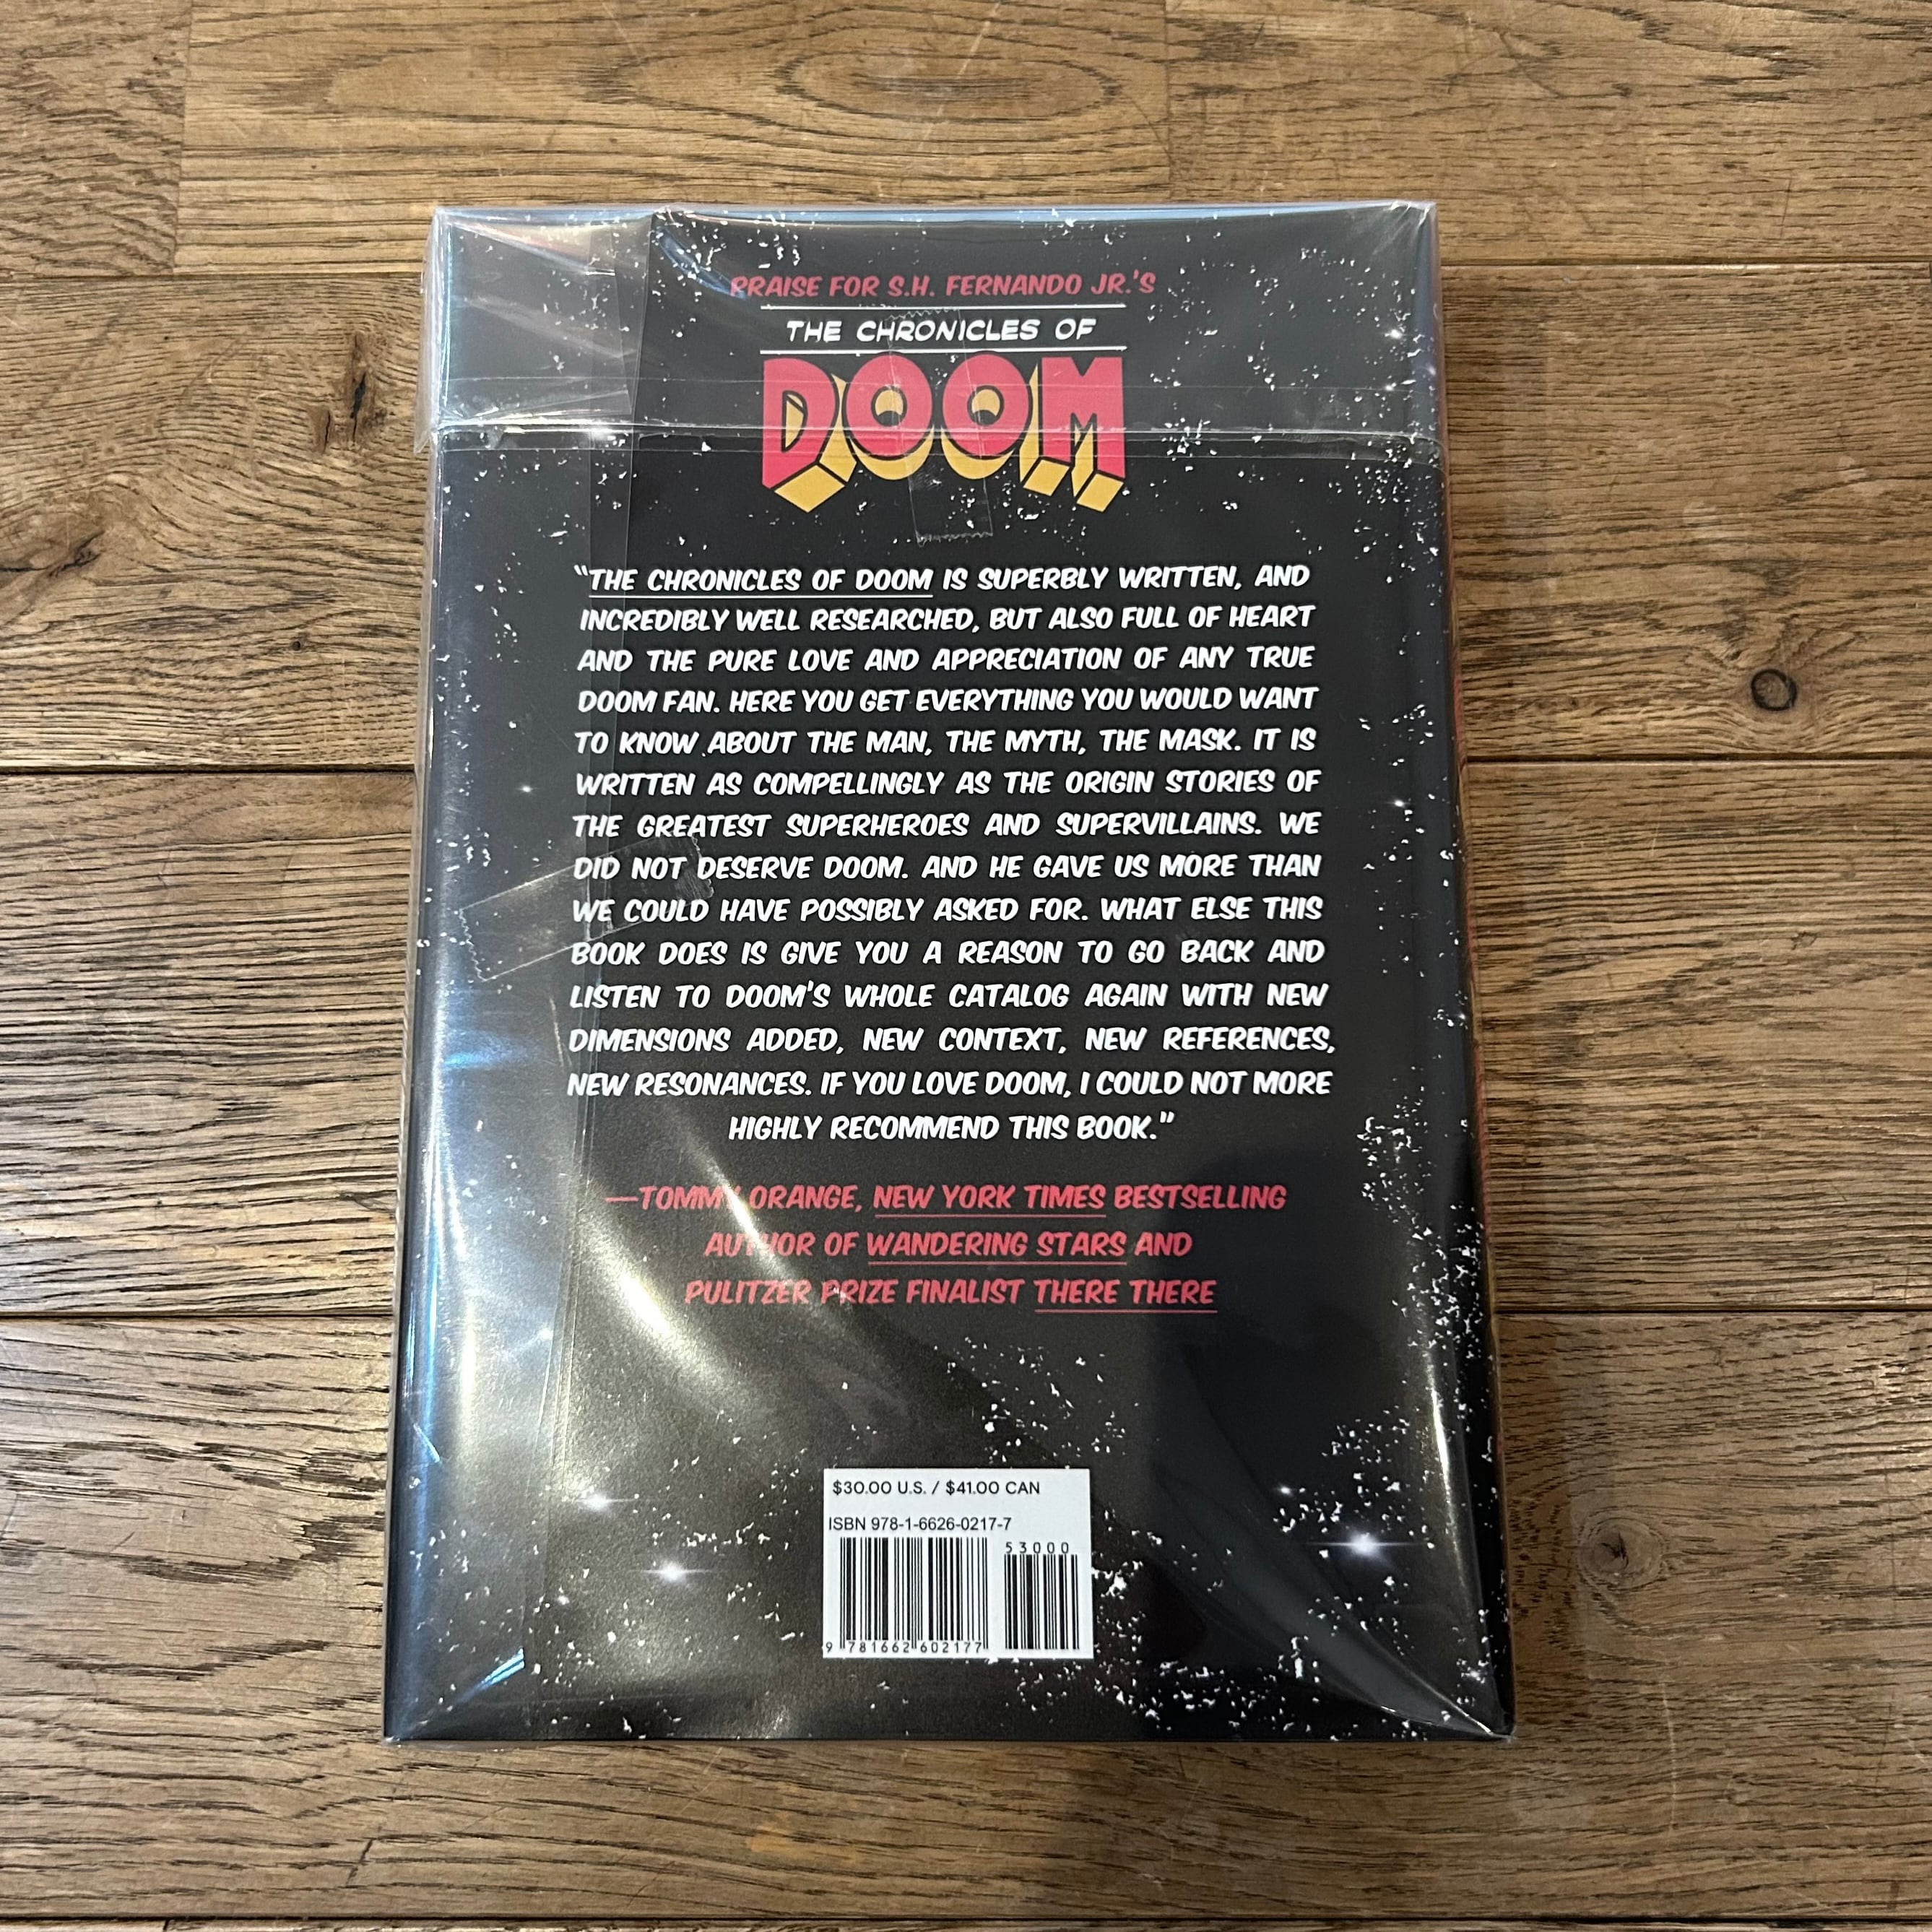 PRAISE FOR S.H. FERNANDO JR.'S
THE CHRONICLES OF
DOOM
"THE CHRONICLES OF DOOM IS SUPERBLY WRITTEN, AND
INCREDIBLY WELL RESEARCHED, BUT ALSO FULL OF HEART
AND THE PURE LOVE AND APPRECIATION OF ANY TRUE
DOOM FAN. HERE YOU GET EVERYTHING YOU WOULD WANT
TO KNOW ABOUT THE MAN, THE MYTH, THE MASK. IT IS
WRITTEN AS COMPELLINGLY AS THE ORIGIN STORIES OF
THE GREATEST SUPERHEROES AND SUPERVILLAINS. WE
DID NOT DESERVE DOOM. AND HE GAVE US MORE THAN
WE COULD HAVE POSSIBLY ASKED FOR. WHAT ELSE THIS
BOOK DOES IS GIVE YOU A REASON TO GO BACK AND
LISTEN TO DOOM'S WHOLE CATALOG AGAIN WITH NEW
DIMENSIONS ADDED, NEW CONTEXT, NEW REFERENCES,
NEW RESONANCES. IF YOU LOVE DOOM, I COULD NOT MORE
HIGHLY RECOMMEND THIS BOOK."
—TOMMY ORANGE, NEW YORK TIMES BESTSELLING
AUTHOR OF WANDERING STARS AND
PULITZER PRIZE FINALIST THERE THERE
$30.00 U.S. / $41.00 CAN
ISBN 978-1-6626-0217-7
53000
9 781662 602177